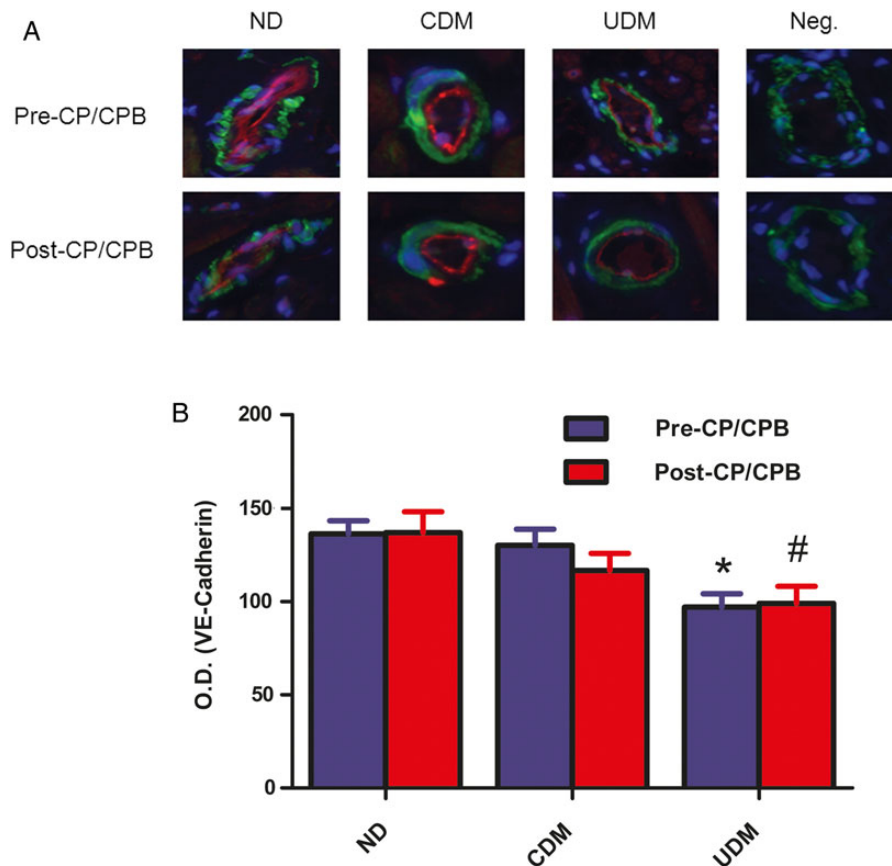 A
ND CDM UDM Neg.
Pre-CP/CPB
Post-CP/CPB
B
200
150
100
50
0
O.D. (VE-Cadherin)
Pre-CP/CPB
Post-CP/CPB
* #
ND CDM UDM